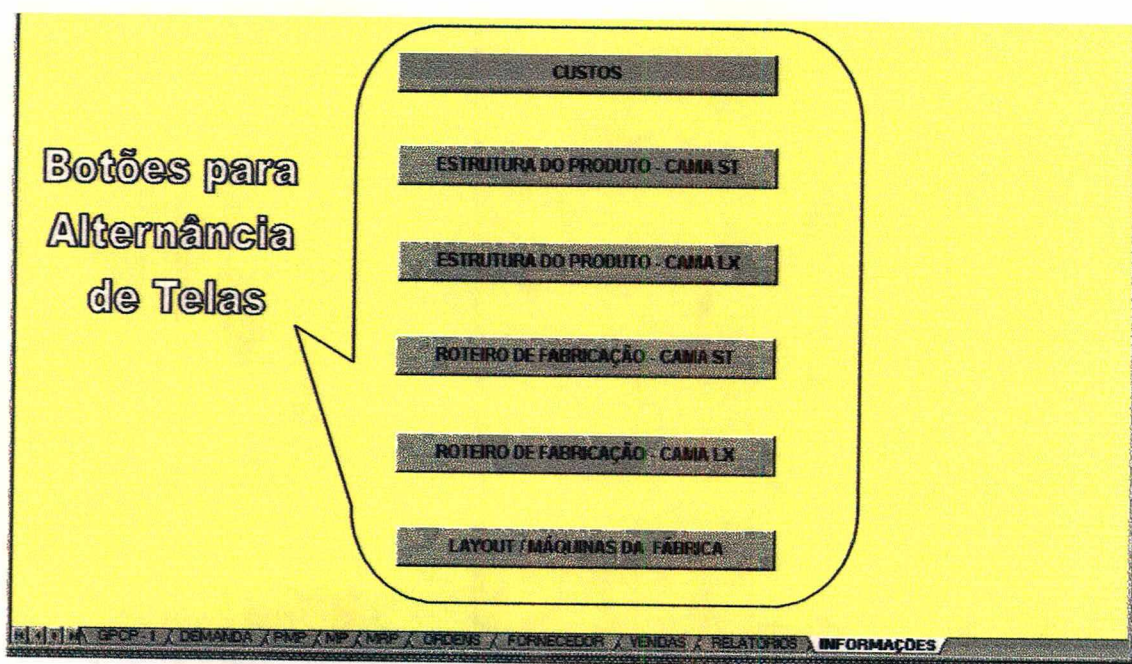 CUSTOS
Botões para
Alternância
de Telas
ESTRUTURA DO PRODUTO - CAMA ST
ESTRUTURA DO PRODUTO - CAMA LX
ROTEIRO DE FABRICAÇÃO - CAMA ST
ROTEIRO DE FABRICAÇÃO - CAMA LX
LAYOUT / MÁQUINAS DA FÁBRICA
GPCP - 1 / DEMANDA / PMP / MP / MRP / ORDENS / FORNECEDOR / VENDAS / RELATÓRIOS \ INFORMAÇÕES /